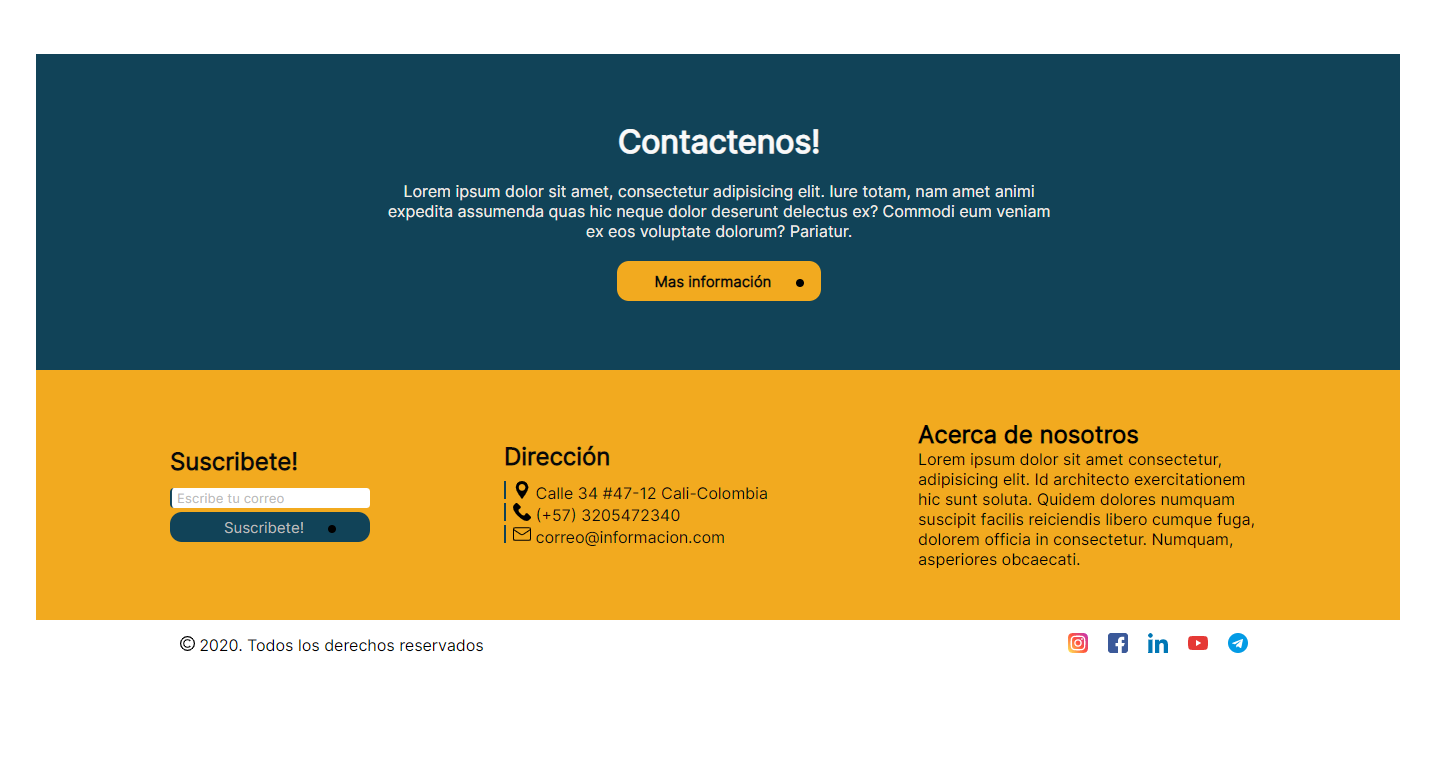 Contactenos!
Lorem ipsum dolor sit amet, consectetur adipisicing elit. Iure totam, nam amet animi
expedita assumenda quas hic neque dolor deserunt delectus ex? Commodi eum veniam
ex eos voluptate dolorum? Pariatur.
Mas información
Suscribete!
Escribe tu correo
Suscribete!
Dirección
Calle 34 #47-12 Cali-Colombia
(+57) 3205472340
correo@informacion.com
Acerca de nosotros
Lorem ipsum dolor sit amet consectetur,
adipisicing elit. Id architecto exercitationem
hic sunt soluta. Quidem dolores numquam
suscipit facilis reiciendis libero cumque fuga,
dolorem officia in consectetur. Numquam,
asperiores obcaecati.
© 2020. Todos los derechos reservados
in